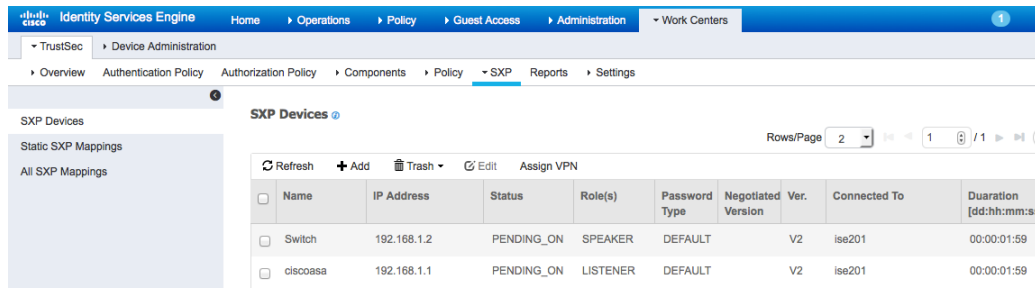 cisco Identity Services Engine Home Operations Policy Guest Access Administration Work Centers 1
TrustSec Device Administration
Overview Authentication Policy Authorization Policy Components Policy SXP Reports Settings
SXP Devices
Static SXP Mappings
All SXP Mappings
SXP Devices
Rows/Page 2 1 / 1
Refresh Add Trash Edit Assign VPN
Name IP Address Status Role(s) Password Type Negotiated Version Ver. Connected To Duaration [dd:hh:mm:s
Switch 192.168.1.2 PENDING_ON SPEAKER DEFAULT V2 ise201 00:00:01:59
ciscoasa 192.168.1.1 PENDING_ON LISTENER DEFAULT V2 ise201 00:00:01:59